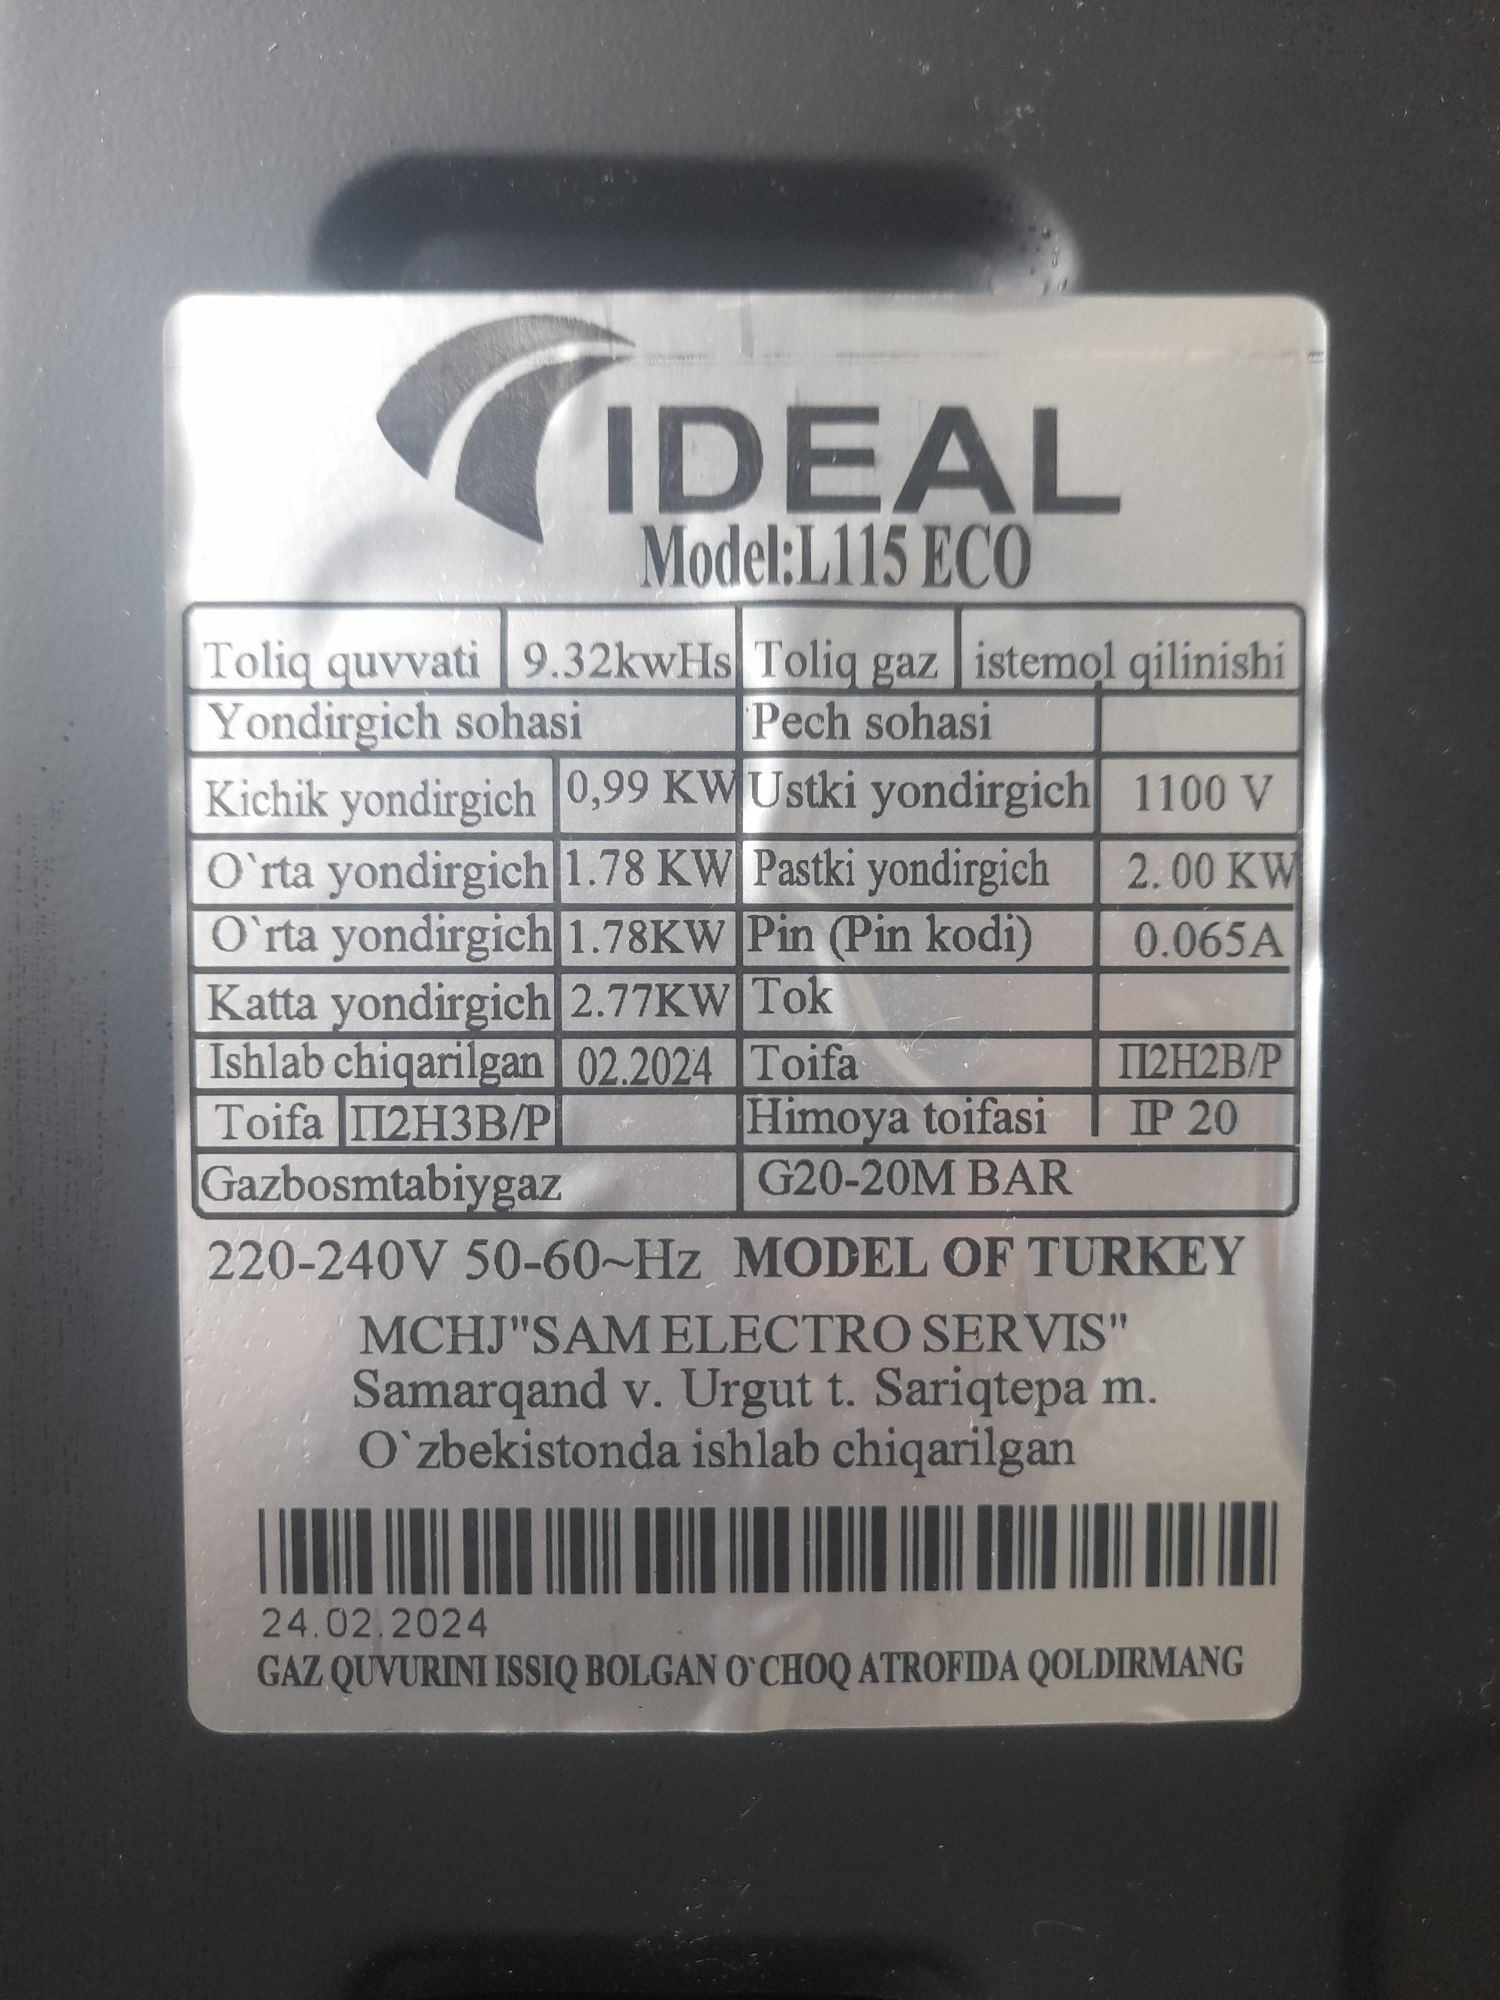 IDEAL
Model:L115 ECO
Toliq quvvati 9.32kwHs Toliq gaz istemol qilinishi
Yondirgich sohasi Pech sohasi
Kichik yondirgich 0,99 KW Ustki yondirgich 1100 V
O`rta yondirgich 1.78 KW Pastki yondirgich 2. 00 KW
O`rta yondirgich 1.78KW Pin (Pin kodi) 0.065A
Katta yondirgich 2.77KW Tok
Ishlab chiqarilgan 02.2024 Toifa П2H2B/P
Toifa П2H3B/P Himoya toifasi IP 20
Gazbosmtabiygaz G20-20M BAR
220-240V 50-60~Hz MODEL OF TURKEY
MCHJ"SAM ELECTRO SERVIS"
Samarqand v. Urgut t. Sariqtepa m.
O`zbekistonda ishlab chiqarilgan
24.02.2024
GAZ QUVURINI ISSIQ BOLGAN O`CHOQ ATROFIDA QOLDIRMANG